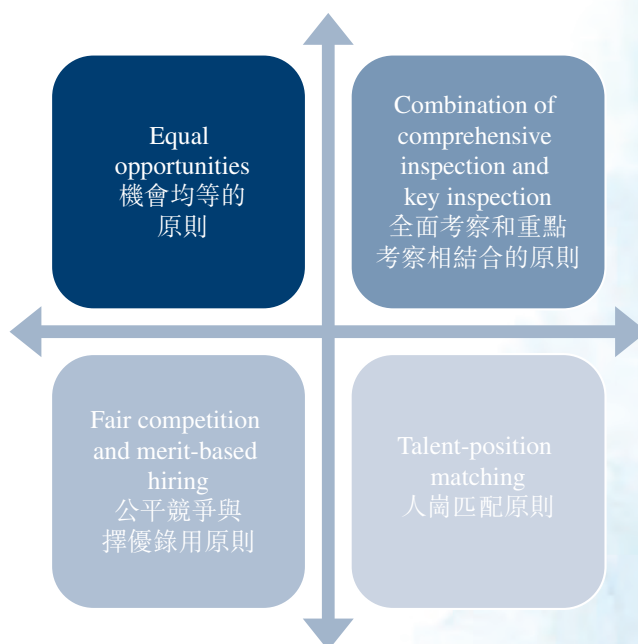 Equal
opportunities
機會均等的
原則
Combination of
comprehensive
inspection and
key inspection
全面考察和重點
考察相結合的原則
Fair competition
and merit-based
hiring
公平競爭與
擇優錄用原則
Talent-position
matching
人崗匹配原則